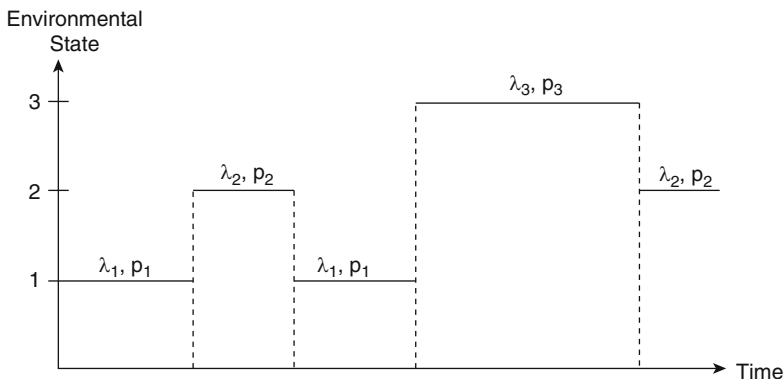 Environmental
State
3
λ₃, p₃
λ₂, p₂
λ₂, p₂
2
λ₁, p₁
λ₁, p₁
1
Time